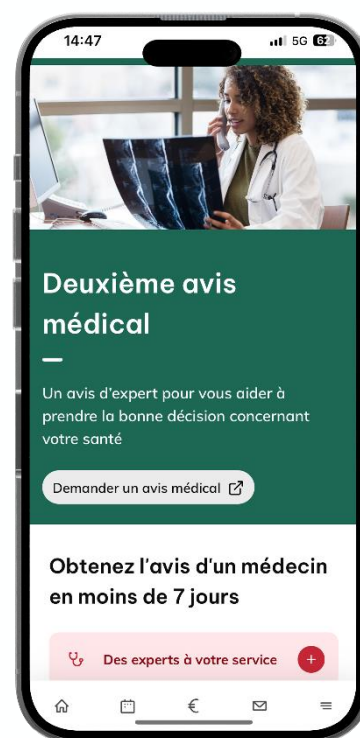 14:47
5G 62
Deuxième avis
médical
Un avis d'expert pour vous aider à
prendre la bonne décision concernant
votre santé
Demander un avis médical
Obtenez l'avis d'un médecin
en moins de 7 jours
Des experts à votre service +
€